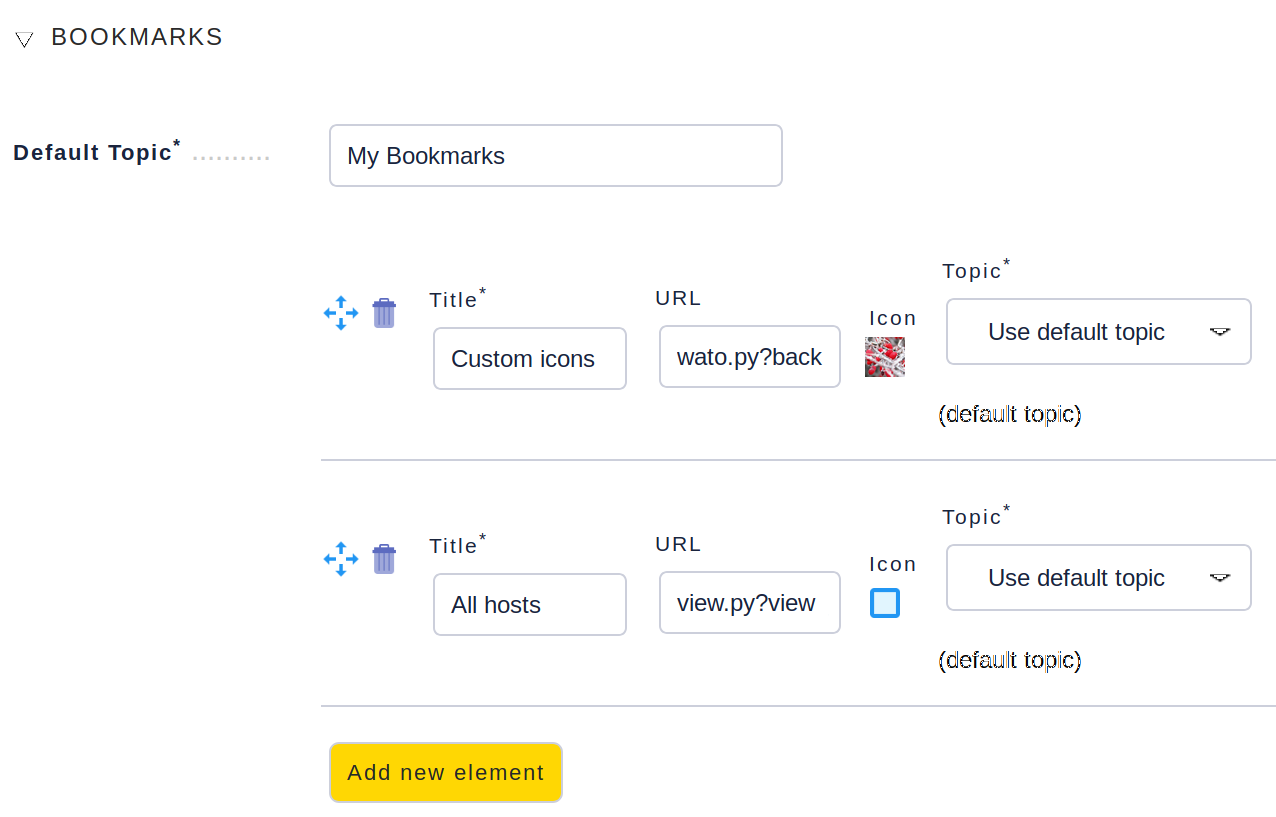 BOOKMARKS
Default Topic* ..........
My Bookmarks
Title*
Custom icons
URL
wato.py?back
Icon
Topic*
Use default topic
(default topic)
Title*
All hosts
URL
view.py?view
Icon
Topic*
Use default topic
(default topic)
Add new element